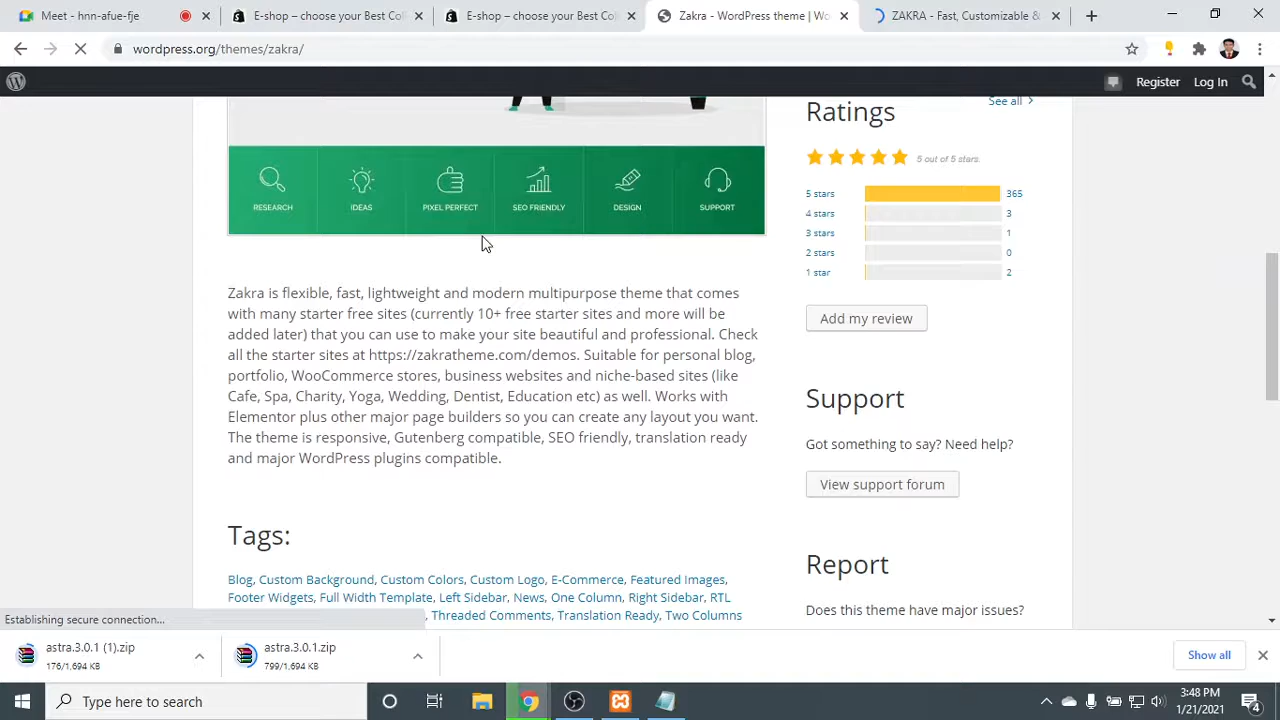 Meet - hnn-afue-fje
E-shop – choose your Best Col
E-shop – choose your Best Col
Zakra - WordPress theme | Wo
ZAKRA - Fast, Customizable &
wordpress.org/themes/zakra/
Register
Log In
See all >
Ratings
5 out of 5 stars.
5 stars 365
4 stars 3
3 stars 1
2 stars 0
1 star 2
Add my review
RESEARCH
IDEAS
PIXEL PERFECT
SEO FRIENDLY
DESIGN
SUPPORT
Zakra is flexible, fast, lightweight and modern multipurpose theme that comes
with many starter free sites (currently 10+ free starter sites and more will be
added later) that you can use to make your site beautiful and professional. Check
all the starter sites at https://zakratheme.com/demos. Suitable for personal blog,
portfolio, WooCommerce stores, business websites and niche-based sites (like
Cafe, Spa, Charity, Yoga, Wedding, Dentist, Education etc) as well. Works with
Elementor plus other major page builders so you can create any layout you want.
The theme is responsive, Gutenberg compatible, SEO friendly, translation ready
and major WordPress plugins compatible.
Support
Got something to say? Need help?
View support forum
Tags:
Blog, Custom Background, Custom Colors, Custom Logo, E-Commerce, Featured Images,
Footer Widgets, Full Width Template, Left Sidebar, News, One Column, Right Sidebar, RTL
Threaded Comments, Translation Ready, Two Columns
Report
Does this theme have major issues?
Establishing secure connection...
astra.3.0.1 (1).zip
176/1,694 KB
astra.3.0.1.zip
799/1,694 KB
Show all
Type here to search
3:48 PM
1/21/2021
4